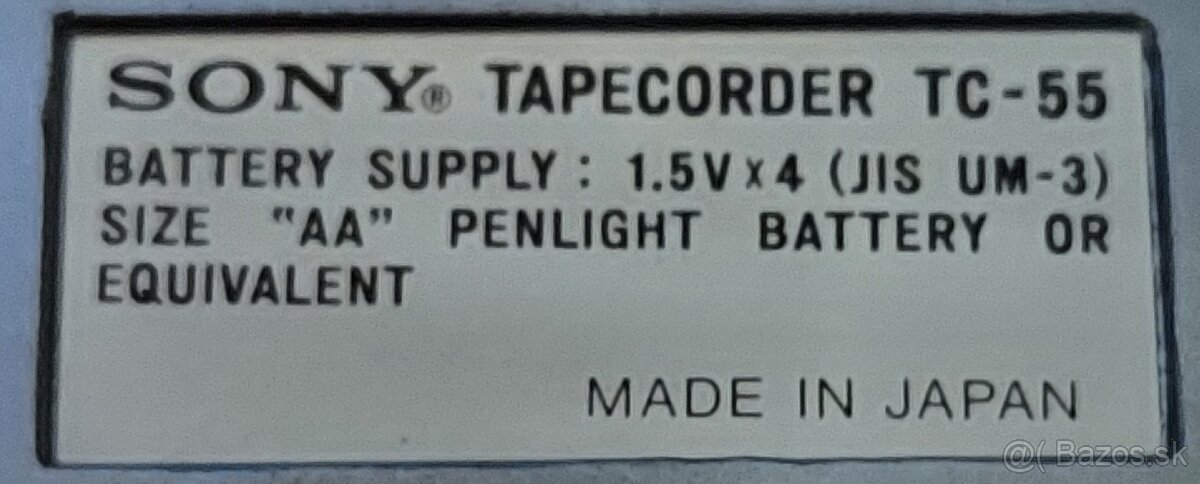 SONY® TAPECORDER TC-55
BATTERY SUPPLY : 1.5V x 4 (JIS UM-3)
SIZE "AA" PENLIGHT BATTERY OR
EQUIVALENT
MADE IN JAPAN
@( Bazos.sk